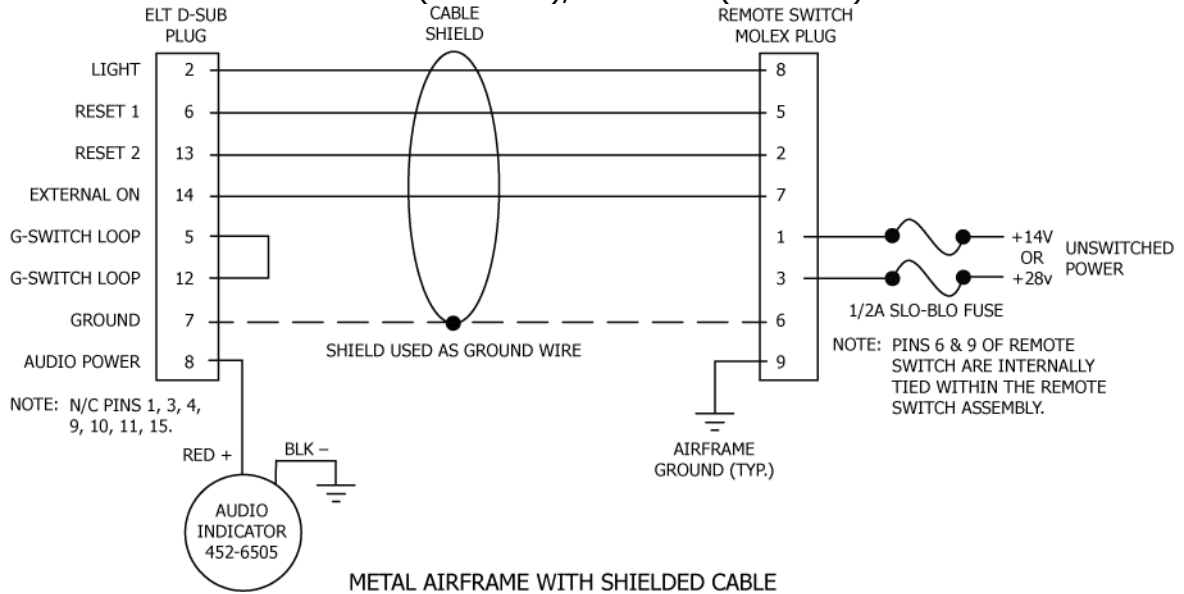 ELT D-SUB
PLUG
CABLE
SHIELD
REMOTE SWITCH
MOLEX PLUG
LIGHT 2 8
RESET 1 6 5
RESET 2 13 2
EXTERNAL ON 14 7
G-SWITCH LOOP 5 1 +14V
OR
UNSWITCHED
POWER
G-SWITCH LOOP 12 3 +28v
1/2A SLO-BLO FUSE
GROUND 7 6
SHIELD USED AS GROUND WIRE
AUDIO POWER 8 9
NOTE: PINS 6 & 9 OF REMOTE
SWITCH ARE INTERNALLY
TIED WITHIN THE REMOTE
SWITCH ASSEMBLY.
NOTE: N/C PINS 1, 3, 4,
9, 10, 11, 15.
RED +
BLK –
AIRFRAME
GROUND (TYP.)
AUDIO
INDICATOR
452-6505
METAL AIRFRAME WITH SHIELDED CABLE